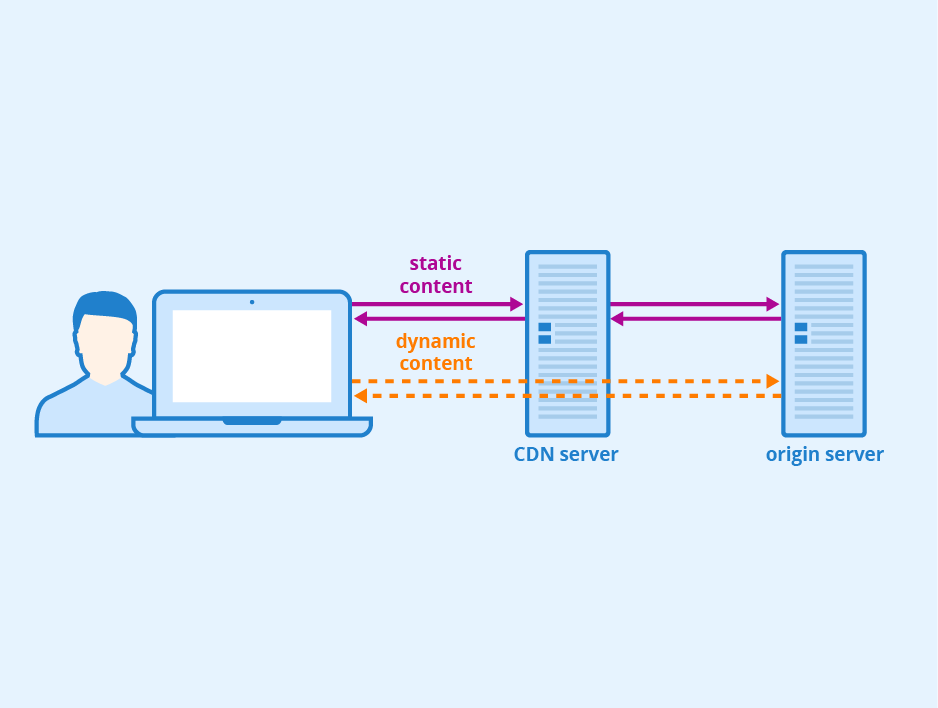 static
content
dynamic
content
CDN server
origin server